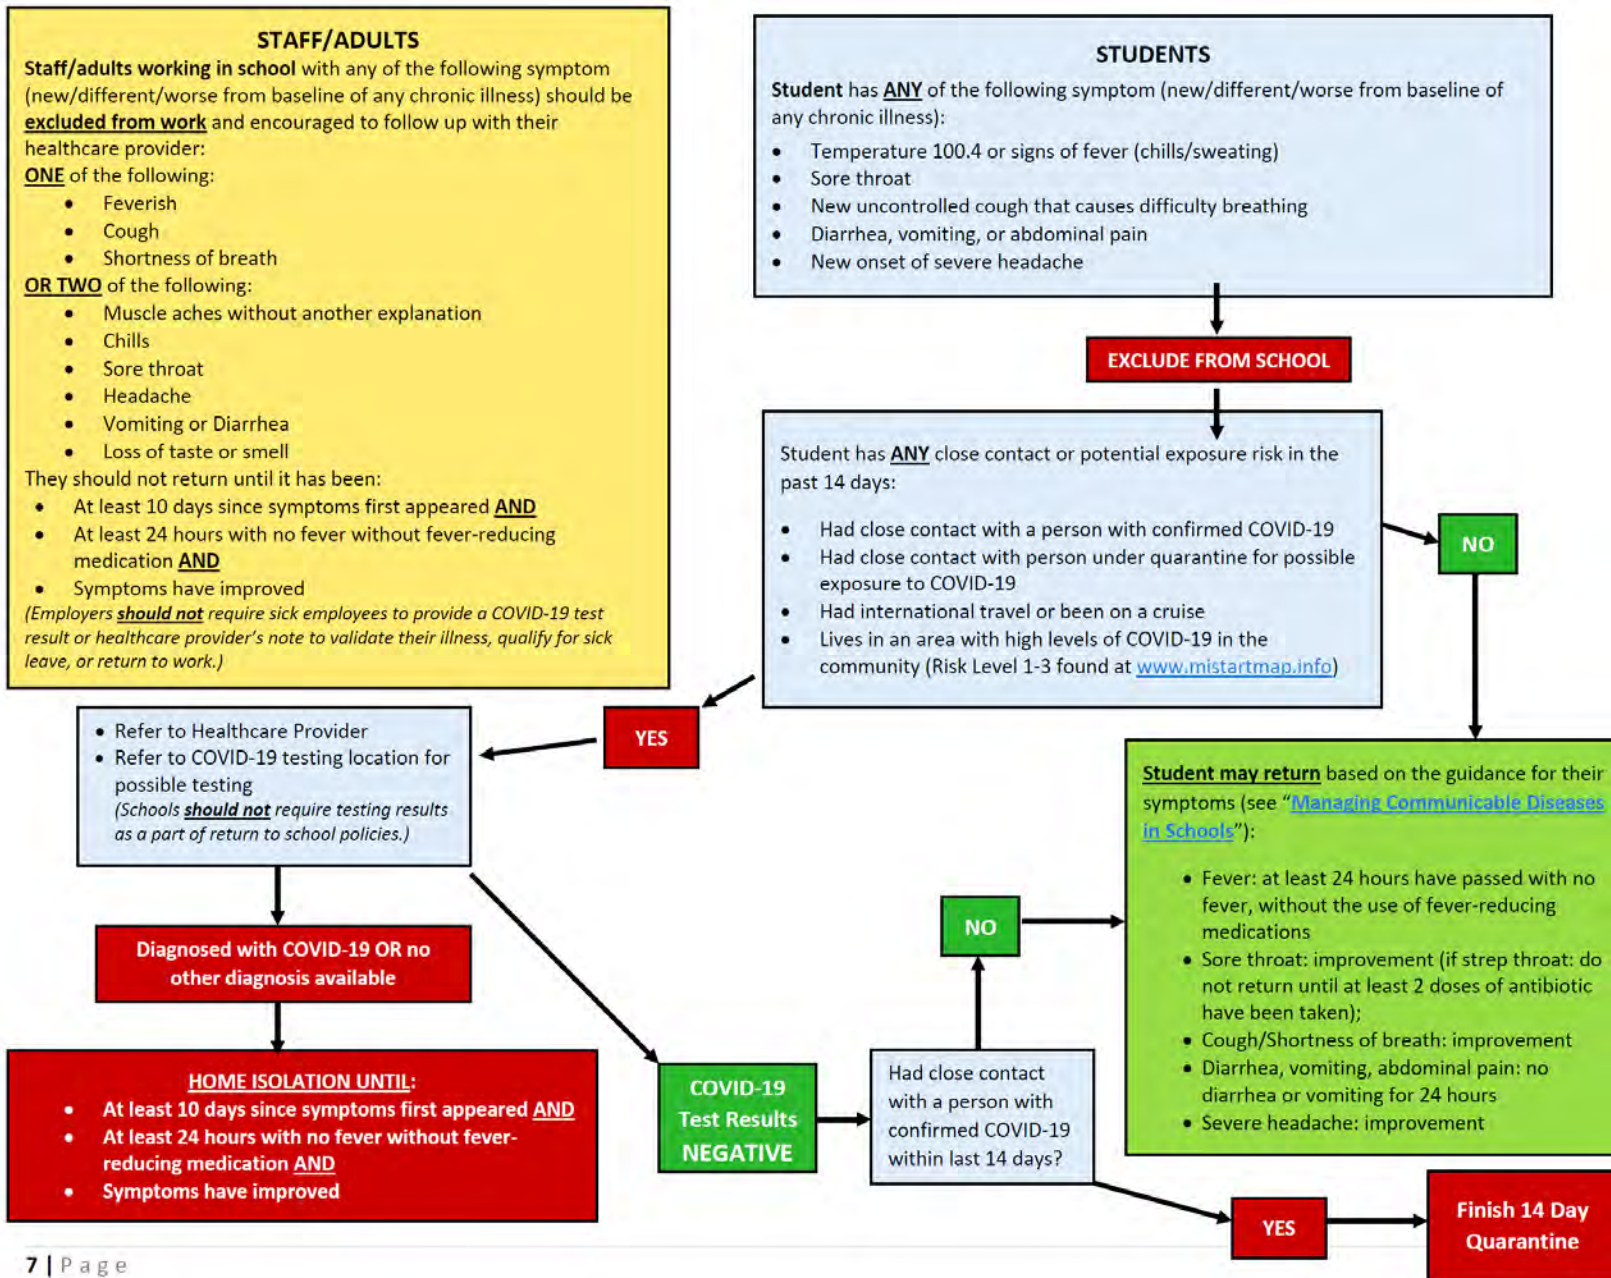 STAFF/ADULTS
Staff/adults working in school with any of the following symptom
(new/different/worse from baseline of any chronic illness) should be
excluded from work and encouraged to follow up with their
healthcare provider:
ONE of the following:
• Feverish
• Cough
• Shortness of breath
OR TWO of the following:
• Muscle aches without another explanation
• Chills
• Sore throat
• Headache
• Vomiting or Diarrhea
• Loss of taste or smell
They should not return until it has been:
• At least 10 days since symptoms first appeared AND
• At least 24 hours with no fever without fever-reducing
medication AND
• Symptoms have improved
(Employers should not require sick employees to provide a COVID-19 test
result or healthcare provider's note to validate their illness, qualify for sick
leave, or return to work.)
STUDENTS
Student has ANY of the following symptom (new/different/worse from baseline of
any chronic illness):
• Temperature 100.4 or signs of fever (chills/sweating)
• Sore throat
• New uncontrolled cough that causes difficulty breathing
• Diarrhea, vomiting, or abdominal pain
• New onset of severe headache
EXCLUDE FROM SCHOOL
Student has ANY close contact or potential exposure risk in the
past 14 days:
• Had close contact with a person with confirmed COVID-19
• Had close contact with person under quarantine for possible
exposure to COVID-19
• Had international travel or been on a cruise
• Lives in an area with high levels of COVID-19 in the
community (Risk Level 1-3 found at www.mistartmap.info)
NO
YES
• Refer to Healthcare Provider
• Refer to COVID-19 testing location for
possible testing
(Schools should not require testing results
as a part of return to school policies.)
Diagnosed with COVID-19 OR no
other diagnosis available
HOME ISOLATION UNTIL:
• At least 10 days since symptoms first appeared AND
• At least 24 hours with no fever without fever-
reducing medication AND
• Symptoms have improved
COVID-19
Test Results
NEGATIVE
Had close contact
with a person with
confirmed COVID-19
within last 14 days?
NO
Student may return based on the guidance for their
symptoms (see "Managing Communicable Diseases
in Schools"):
• Fever: at least 24 hours have passed with no
fever, without the use of fever-reducing
medications
• Sore throat: improvement (if strep throat: do
not return until at least 2 doses of antibiotic
have been taken);
• Cough/Shortness of breath: improvement
• Diarrhea, vomiting, abdominal pain: no
diarrhea or vomiting for 24 hours
• Severe headache: improvement
YES
Finish 14 Day
Quarantine
7 | Page